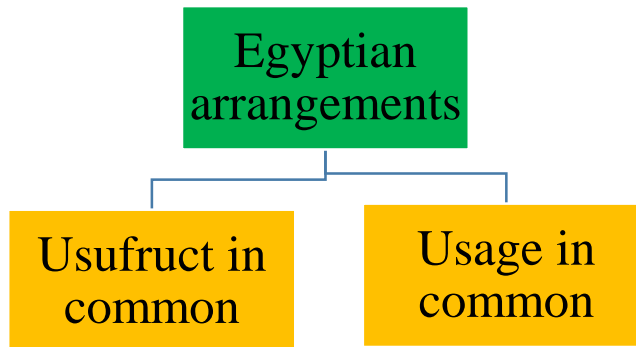 Egyptian
arrangements
Usufruct in
common
Usage in
common